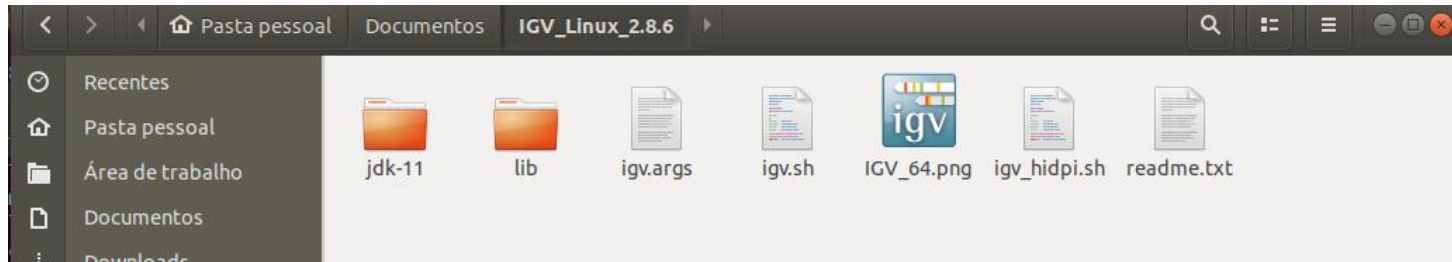 Pasta pessoal Documentos IGV_Linux_2.8.6
Recentes
Pasta pessoal
Área de trabalho
Documentos
Downloads
igv
jdk-11 lib igv.args igv.sh IGV_64.png igv_hidpi.sh readme.txt